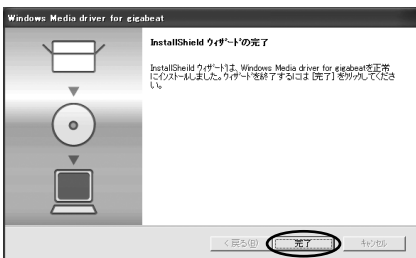 Windows Media driver for gigabeat
InstallShield ウィザードの完了
InstallSheild ウィザードは、Windows Media driver for gigabeatを正常
にインストールしました。ウィザードを終了するには [完了] をクリックしてくださ
い。
< 戻る(B)
完了
キャンセル